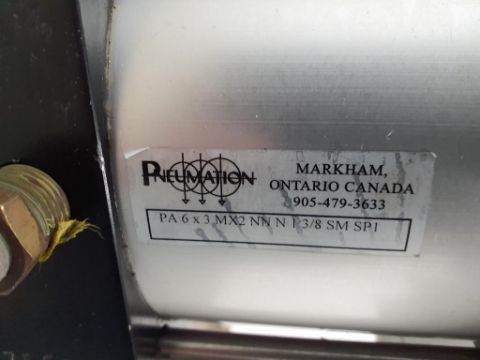 PNEUMATION
MARKHAM,
ONTARIO CANADA
905-479-3633
PA 6 x 3 MX2 NN N 1 3/8 SM SP1